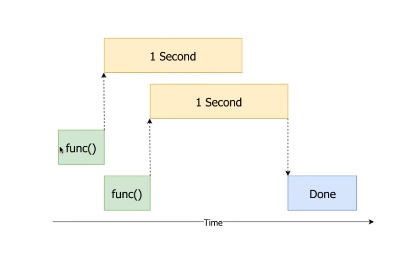 1 Second
1 Second
func()
func()
Done
Time